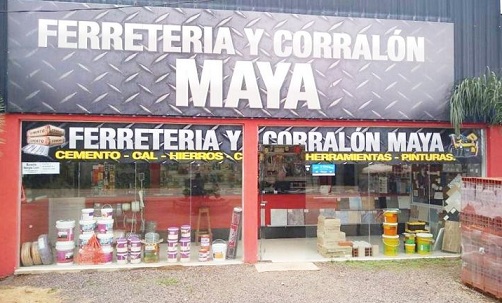 FERRETERIA Y CORRALÓN
MAYA
FERRETERIA Y CORRALÓN MAYA
CEMENTO - CAL - HIERROS - C HERRAMIENTAS - PINTURAS